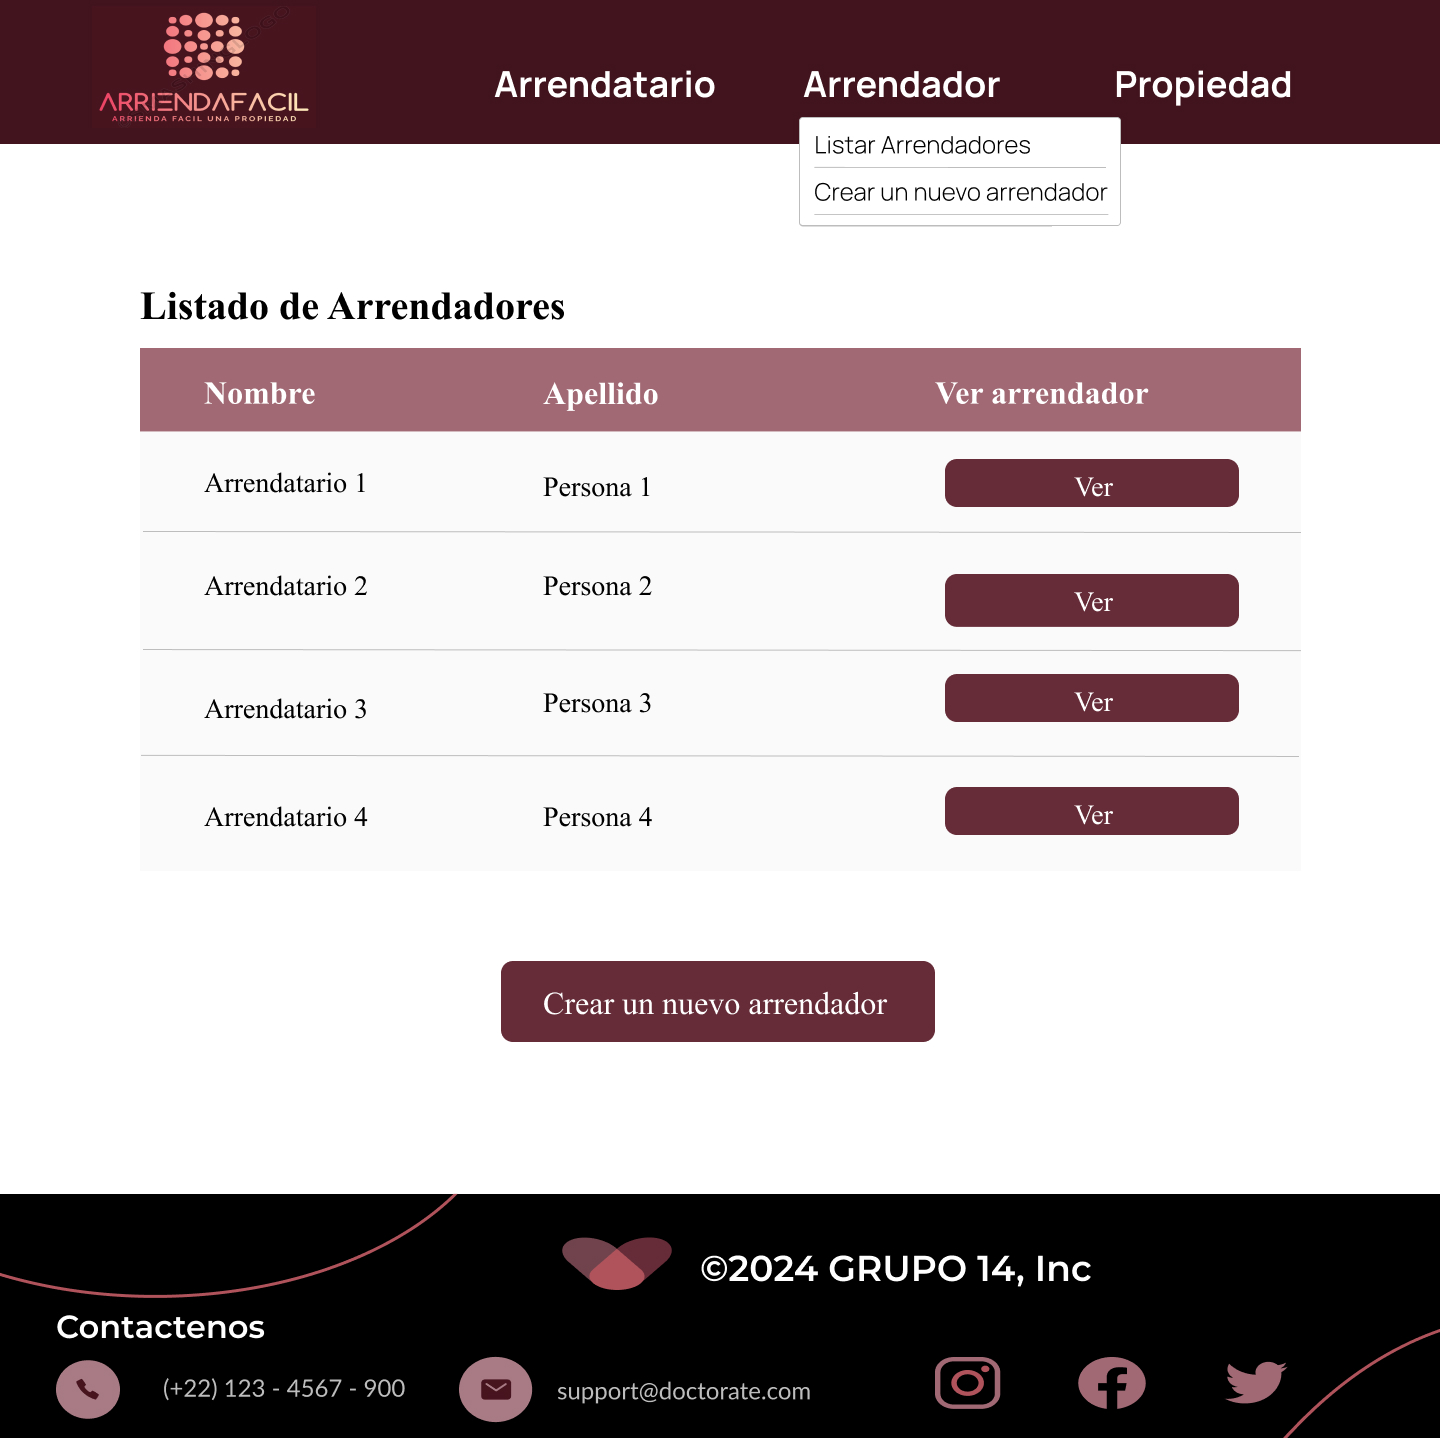 ARRIENDAFACIL
ARRIENDA FACIL UNA PROPIEDAD
Arrendatario Arrendador Propiedad
Listar Arrendadores
Crear un nuevo arrendador
Listado de Arrendadores
Nombre Apellido Ver arrendador
Arrendatario 1 Persona 1 Ver
Arrendatario 2 Persona 2 Ver
Arrendatario 3 Persona 3 Ver
Arrendatario 4 Persona 4 Ver
Crear un nuevo arrendador
©2024 GRUPO 14, Inc
Contactenos
(+22) 123 - 4567 - 900 support@doctorate.com